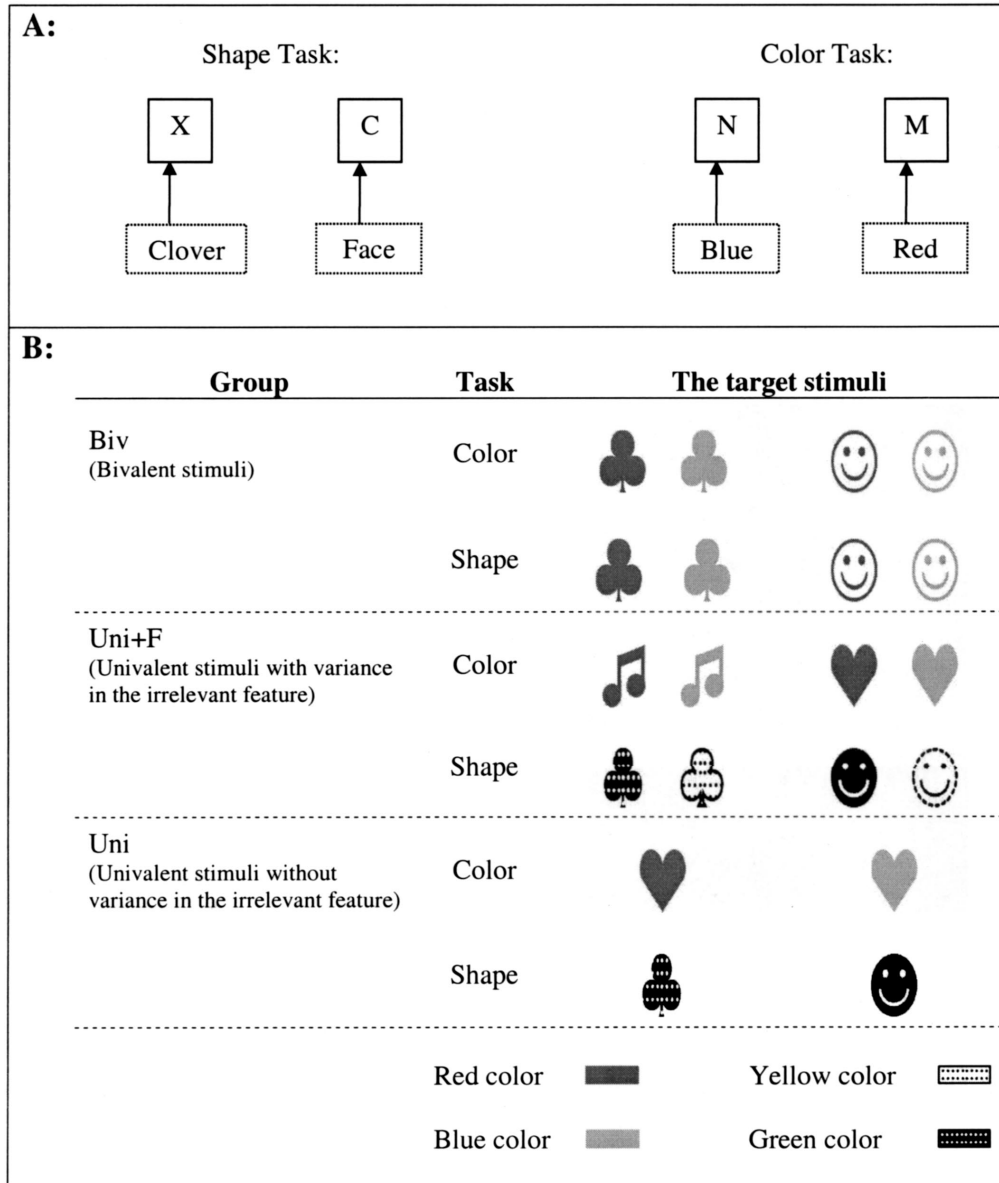 A:
Shape Task: Color Task:
X C N M
Clover Face Blue Red
B:
Group Task The target stimuli
Biv Color
(Bivalent stimuli)
Shape
Uni+F Color
(Univalent stimuli with variance
in the irrelevant feature)
Shape
Uni Color
(Univalent stimuli without
variance in the irrelevant feature)
Shape
Red color Yellow color
Blue color Green color